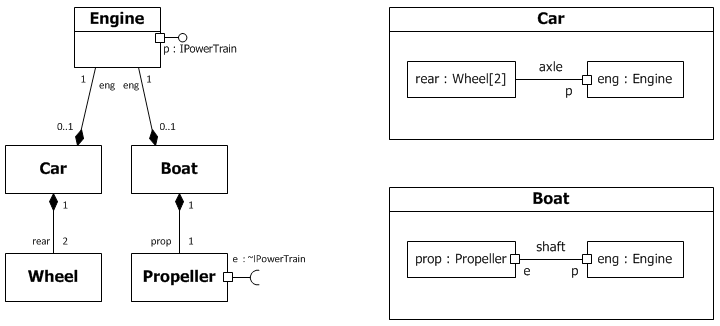 Engine
p : IPowerTrain
1
eng
eng
1
0..1
0..1
Car
Boat
1
1
rear
2
prop
1
e : ~IPowerTrain
Wheel
Propeller
Car
rear : Wheel[2]
axle
p
eng : Engine
Boat
prop : Propeller
shaft
e
p
eng : Engine